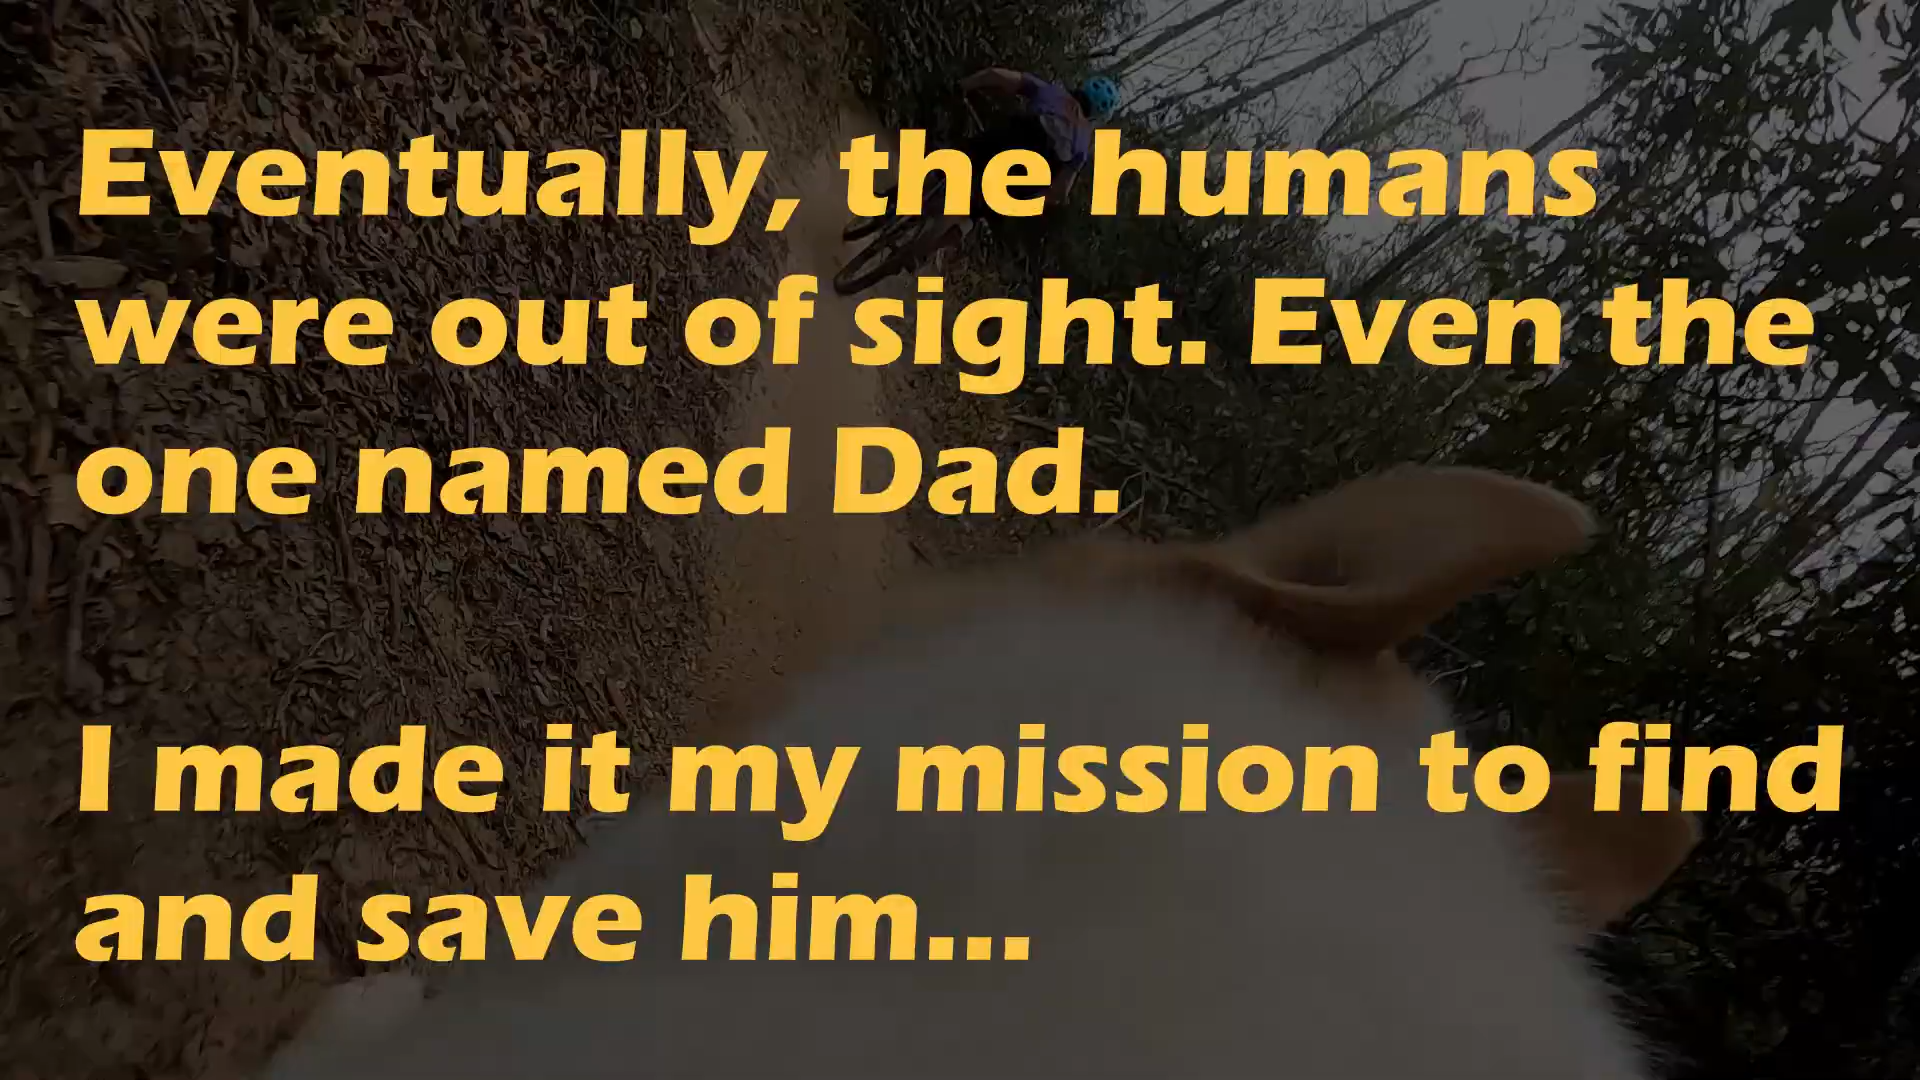 Eventually, the humans
were out of sight. Even the
one named Dad.
I made it my mission to find
and save him...